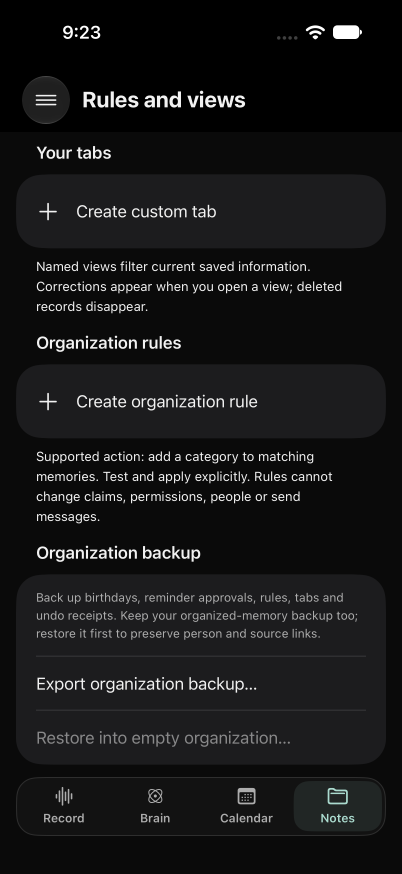 9:23
Rules and views
Your tabs
Create custom tab
Named views filter current saved information.
Corrections appear when you open a view; deleted
records disappear.
Organization rules
Create organization rule
Supported action: add a category to matching
memories. Test and apply explicitly. Rules cannot
change claims, permissions, people or send
messages.
Organization backup
Back up birthdays, reminder approvals, rules, tabs and
undo receipts. Keep your organized-memory backup too;
restore it first to preserve person and source links.
Export organization backup...
Restore into empty organization...
Record
Brain
Calendar
Notes